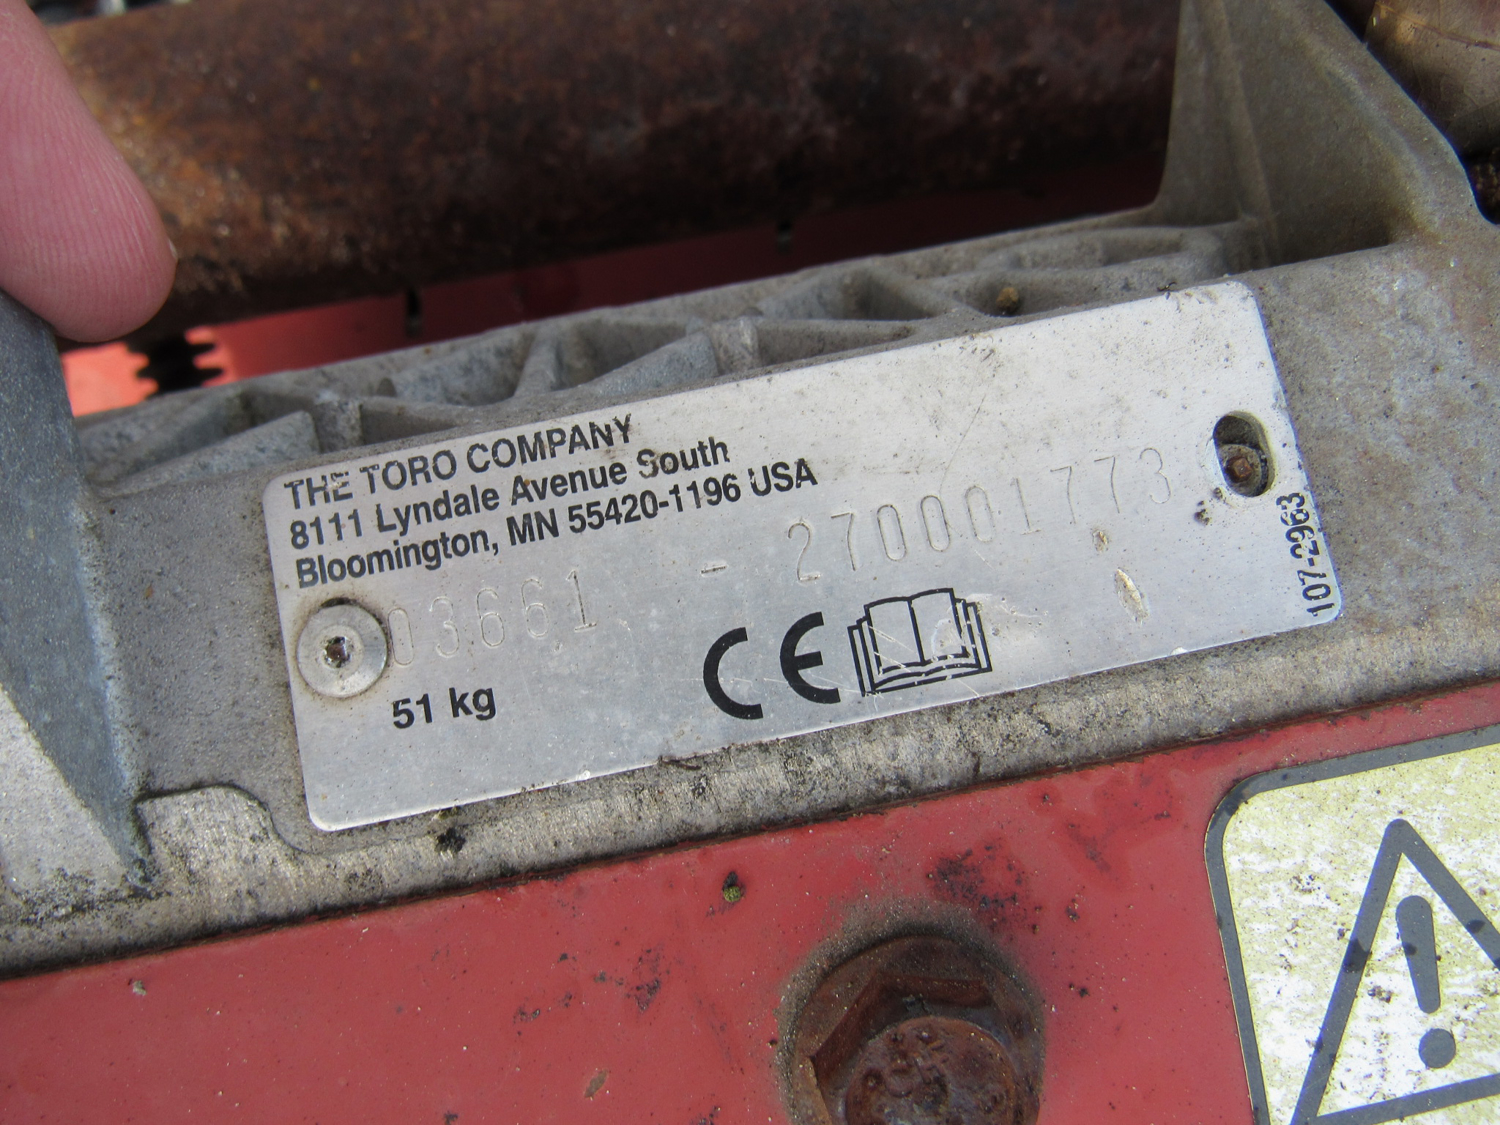 THE TORO COMPANY
8111 Lyndale Avenue South
Bloomington, MN 55420-1196 USA
03661 - 270001773
51 kg
CE
107-2963